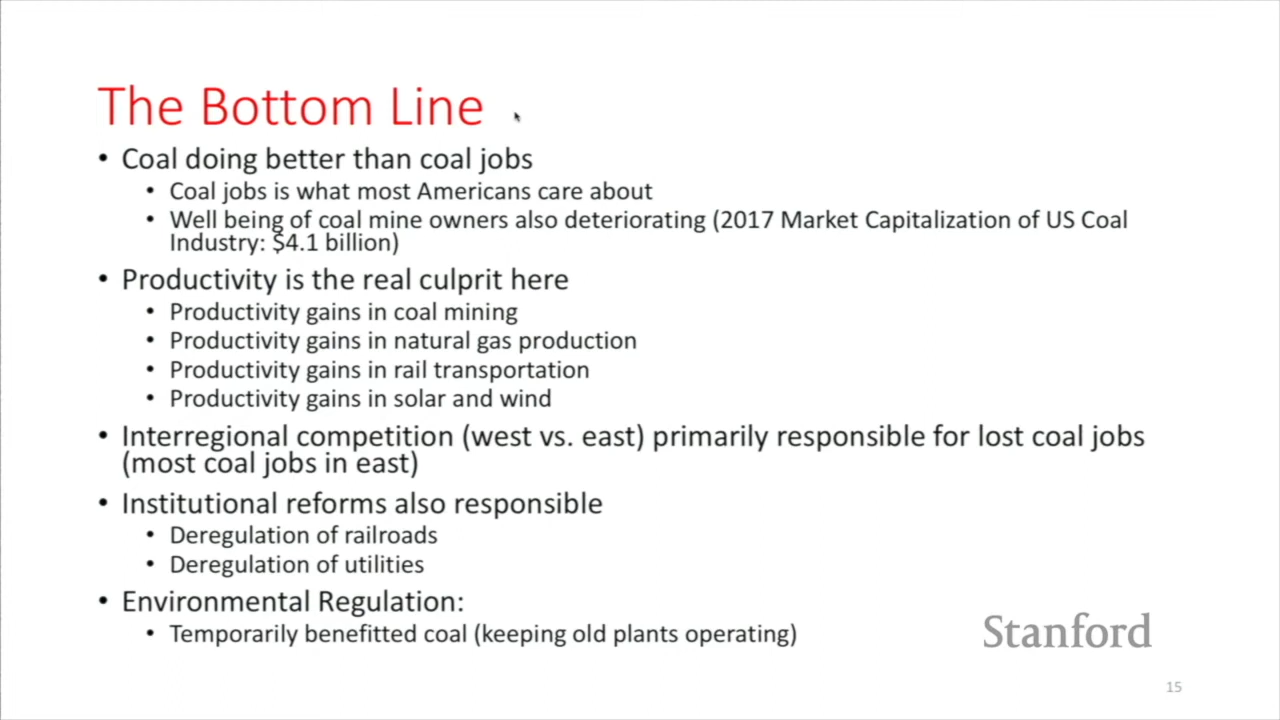 The Bottom Line
• Coal doing better than coal jobs
• Coal jobs is what most Americans care about
• Well being of coal mine owners also deteriorating (2017 Market Capitalization of US Coal
Industry: $4.1 billion)
• Productivity is the real culprit here
• Productivity gains in coal mining
• Productivity gains in natural gas production
• Productivity gains in rail transportation
• Productivity gains in solar and wind
• Interregional competition (west vs. east) primarily responsible for lost coal jobs
(most coal jobs in east)
• Institutional reforms also responsible
• Deregulation of railroads
• Deregulation of utilities
• Environmental Regulation:
• Temporarily benefitted coal (keeping old plants operating)
Stanford
15